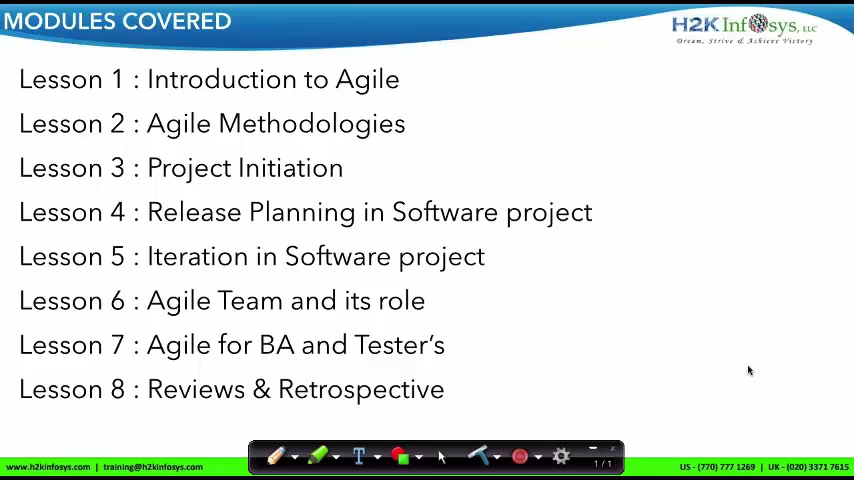 MODULES COVERED
H2K Infosys, LLC
Dream, Strive & Achieve Victory
Lesson 1 : Introduction to Agile
Lesson 2 : Agile Methodologies
Lesson 3 : Project Initiation
Lesson 4 : Release Planning in Software project
Lesson 5 : Iteration in Software project
Lesson 6 : Agile Team and its role
Lesson 7 : Agile for BA and Tester’s
Lesson 8 : Reviews & Retrospective
T
1 / 1
www.h2kinfosys.com | training@h2kinfosys.com
US - (770) 777 1269 | UK - (020) 3371 7615